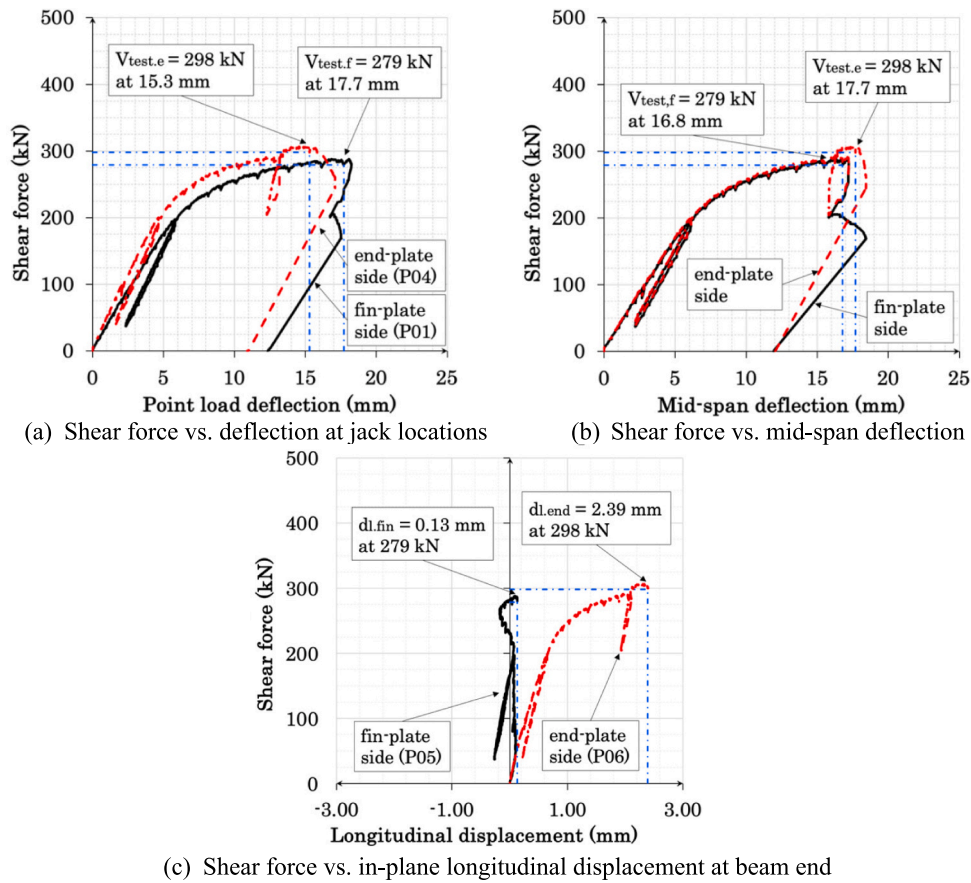 500
400
300
200
100
0
Shear force (kN)
Vtest.e = 298 kN
at 15.3 mm
Vtest.f = 279 kN
at 17.7 mm
end-plate
side (P04)
fin-plate
side (P01)
0 5 10 15 20 25
Point load deflection (mm)
(a) Shear force vs. deflection at jack locations
500
400
300
200
100
0
Shear force (kN)
Vtest.e = 298 kN
at 17.7 mm
Vtest,f = 279 kN
at 16.8 mm
end-plate
side
fin-plate
side
0 5 10 15 20 25
Mid-span deflection (mm)
(b) Shear force vs. mid-span deflection
500
400
300
200
100
0
Shear force (kN)
dl.fin = 0.13 mm
at 279 kN
dl.end = 2.39 mm
at 298 kN
fin-plate
side (P05)
end-plate
side (P06)
-3.00 -1.00 1.00 3.00
Longitudinal displacement (mm)
(c) Shear force vs. in-plane longitudinal displacement at beam end